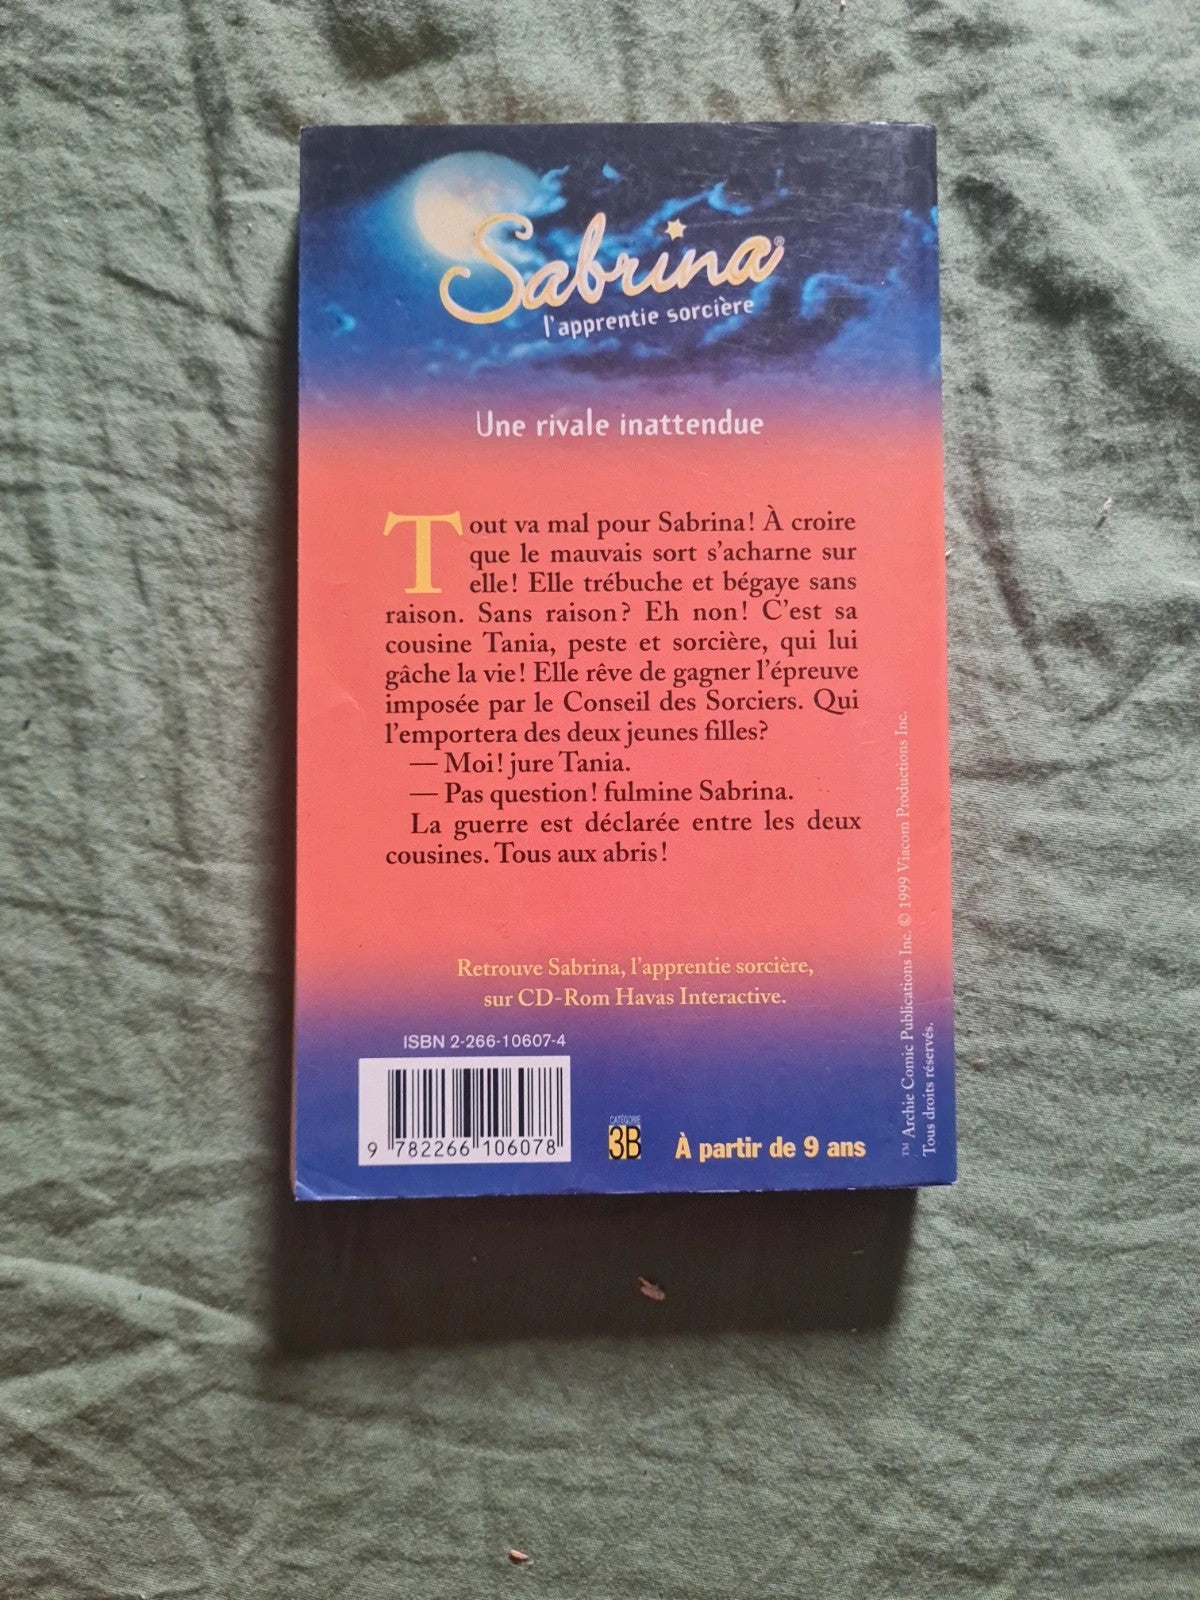 Sabrina®
l'apprentie sorcière
Une rivale inattendue
Tout va mal pour Sabrina! À croire
que le mauvais sort s'acharne sur
elle! Elle trébuche et bégaye sans
raison. Sans raison? Eh non! C'est sa
cousine Tania, peste et sorcière, qui lui
gâche la vie! Elle rêve de gagner l'épreuve
imposée par le Conseil des Sorciers. Qui
l'emportera des deux jeunes filles?
— Moi! jure Tania.
— Pas question! fulmine Sabrina.
La guerre est déclarée entre les deux
cousines. Tous aux abris!
Retrouve Sabrina, l'apprentie sorcière,
sur CD-Rom Havas Interactive.
ISBN 2-266-10607-4
9 782266 106078
CATÉGORIE
3B
À partir de 9 ans
™ Archie Comic Publications Inc. © 1999 Viacom Productions Inc.
Tous droits réservés.